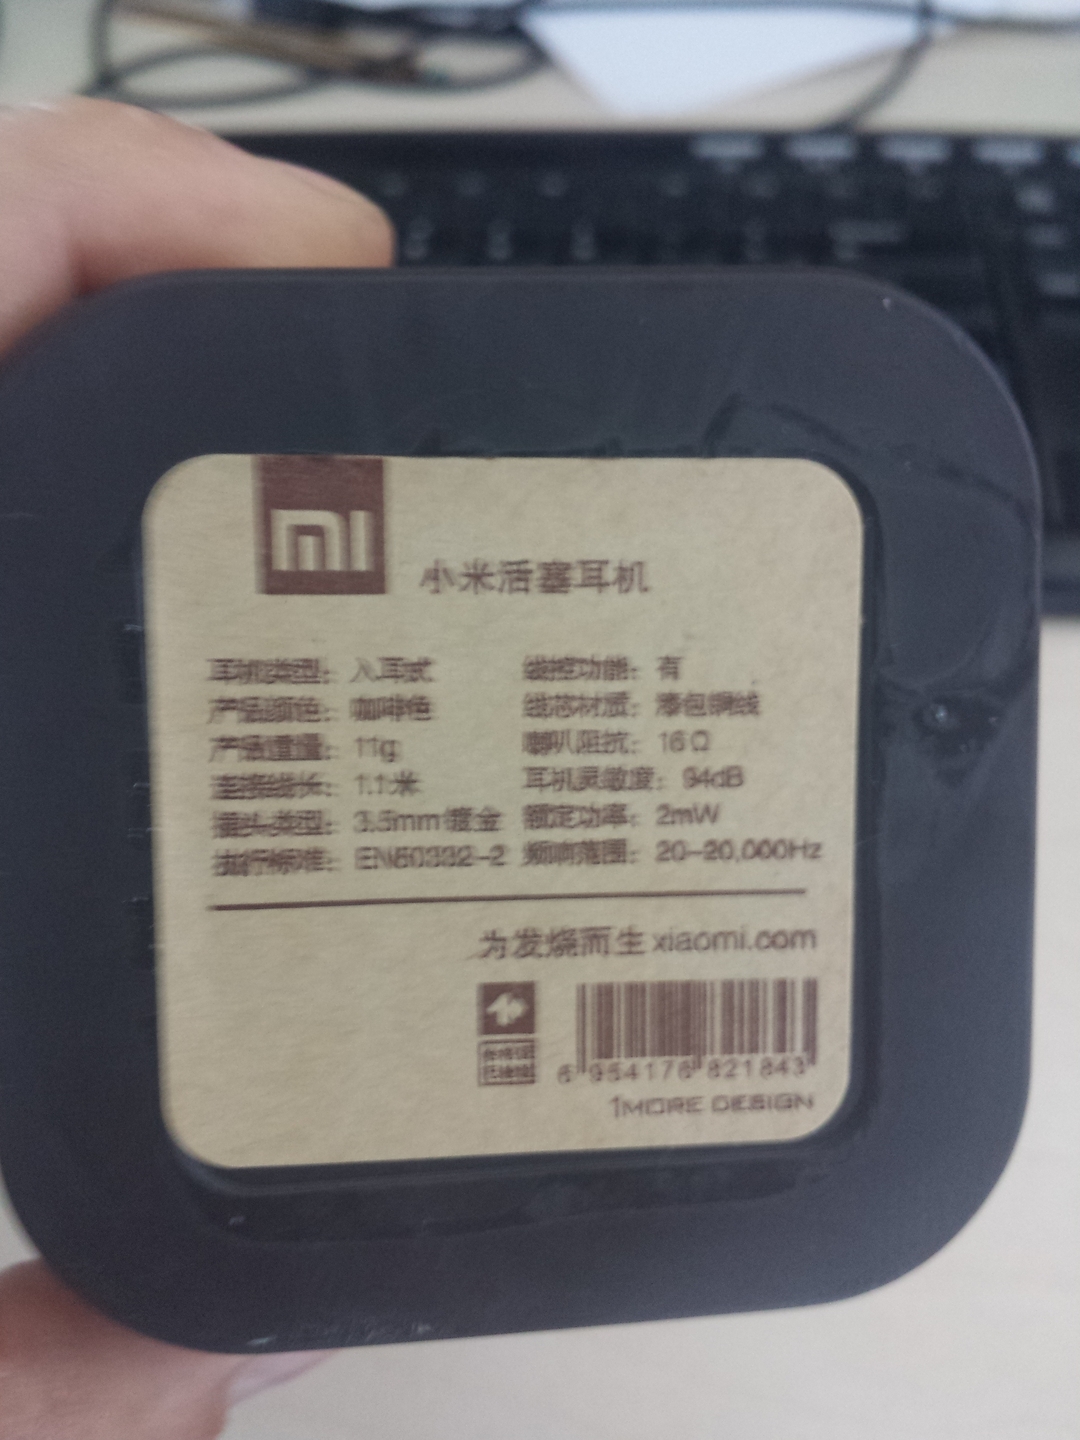 mi
小米活塞耳机
耳机类型：入耳式 线控功能：有
产品颜色：咖啡色 线芯材质：漆包铜线
产品重量：11g 喇叭阻抗：16Ω
连接线长：1.1米 耳机灵敏度：94dB
插头类型：3.5mm镀金 额定功率：2mW
执行标准：EN50332-2 频响范围：20-20,000Hz
为发烧而生 xiaomi.com
6 954176 821843
1MORE DESIGN